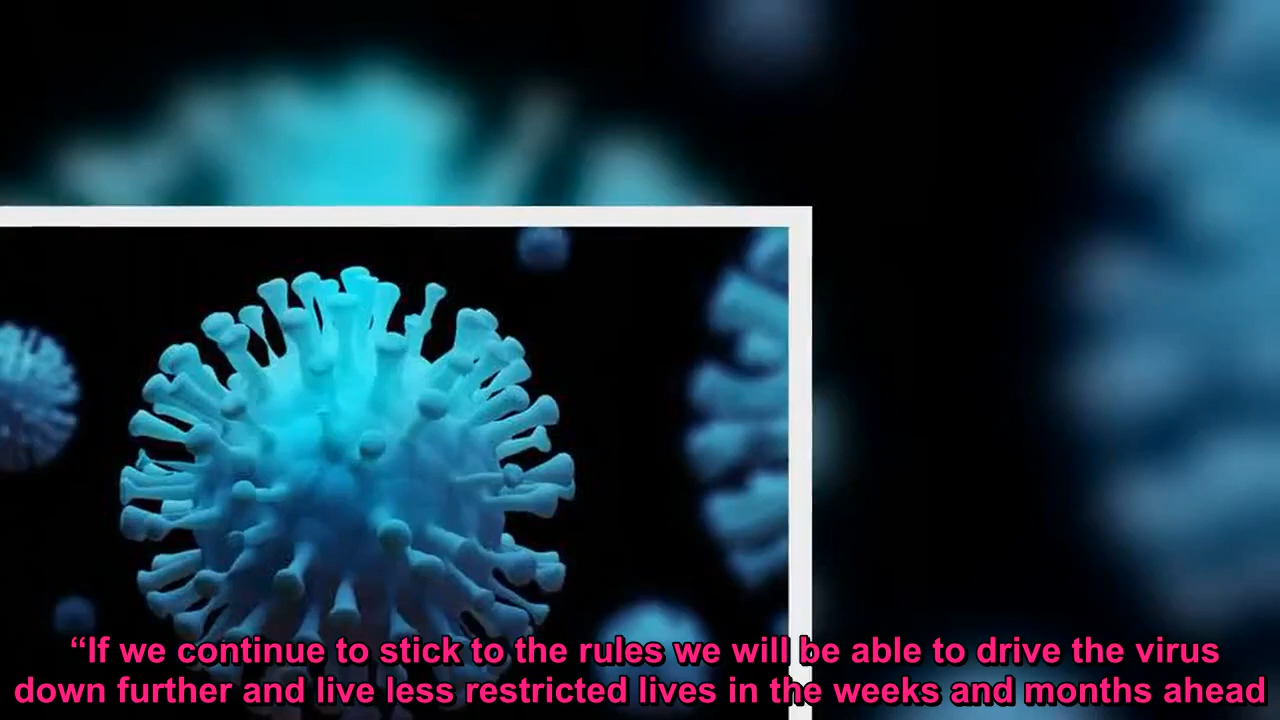 “If we continue to stick to the rules we will be able to drive the virus
down further and live less restricted lives in the weeks and months ahead